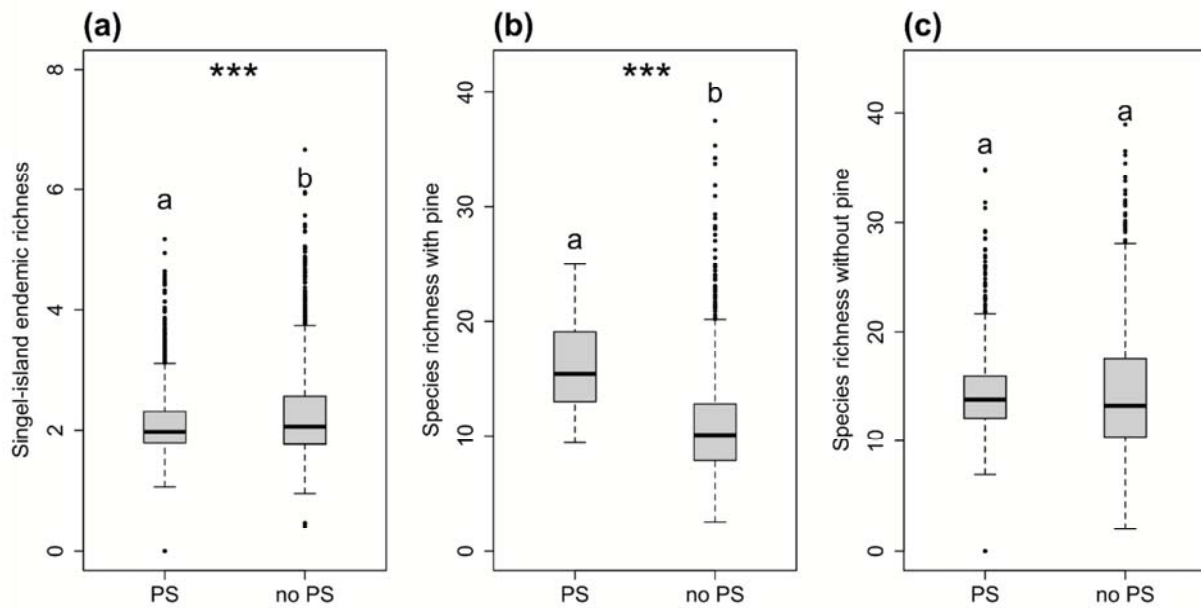 (a)
***
8
6
4
2
0
Singel-island endemic richness
a
b
PS
no PS
(b)
***
40
30
20
10
0
Species richness with pine
a
b
PS
no PS
(c)
40
30
20
10
0
Species richness without pine
a
a
PS
no PS